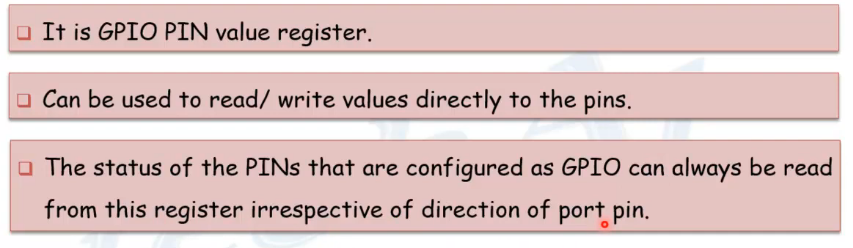 It is GPIO PIN value register.
Can be used to read/ write values directly to the pins.
The status of the PINs that are configured as GPIO can always be read
from this register irrespective of direction of port pin.